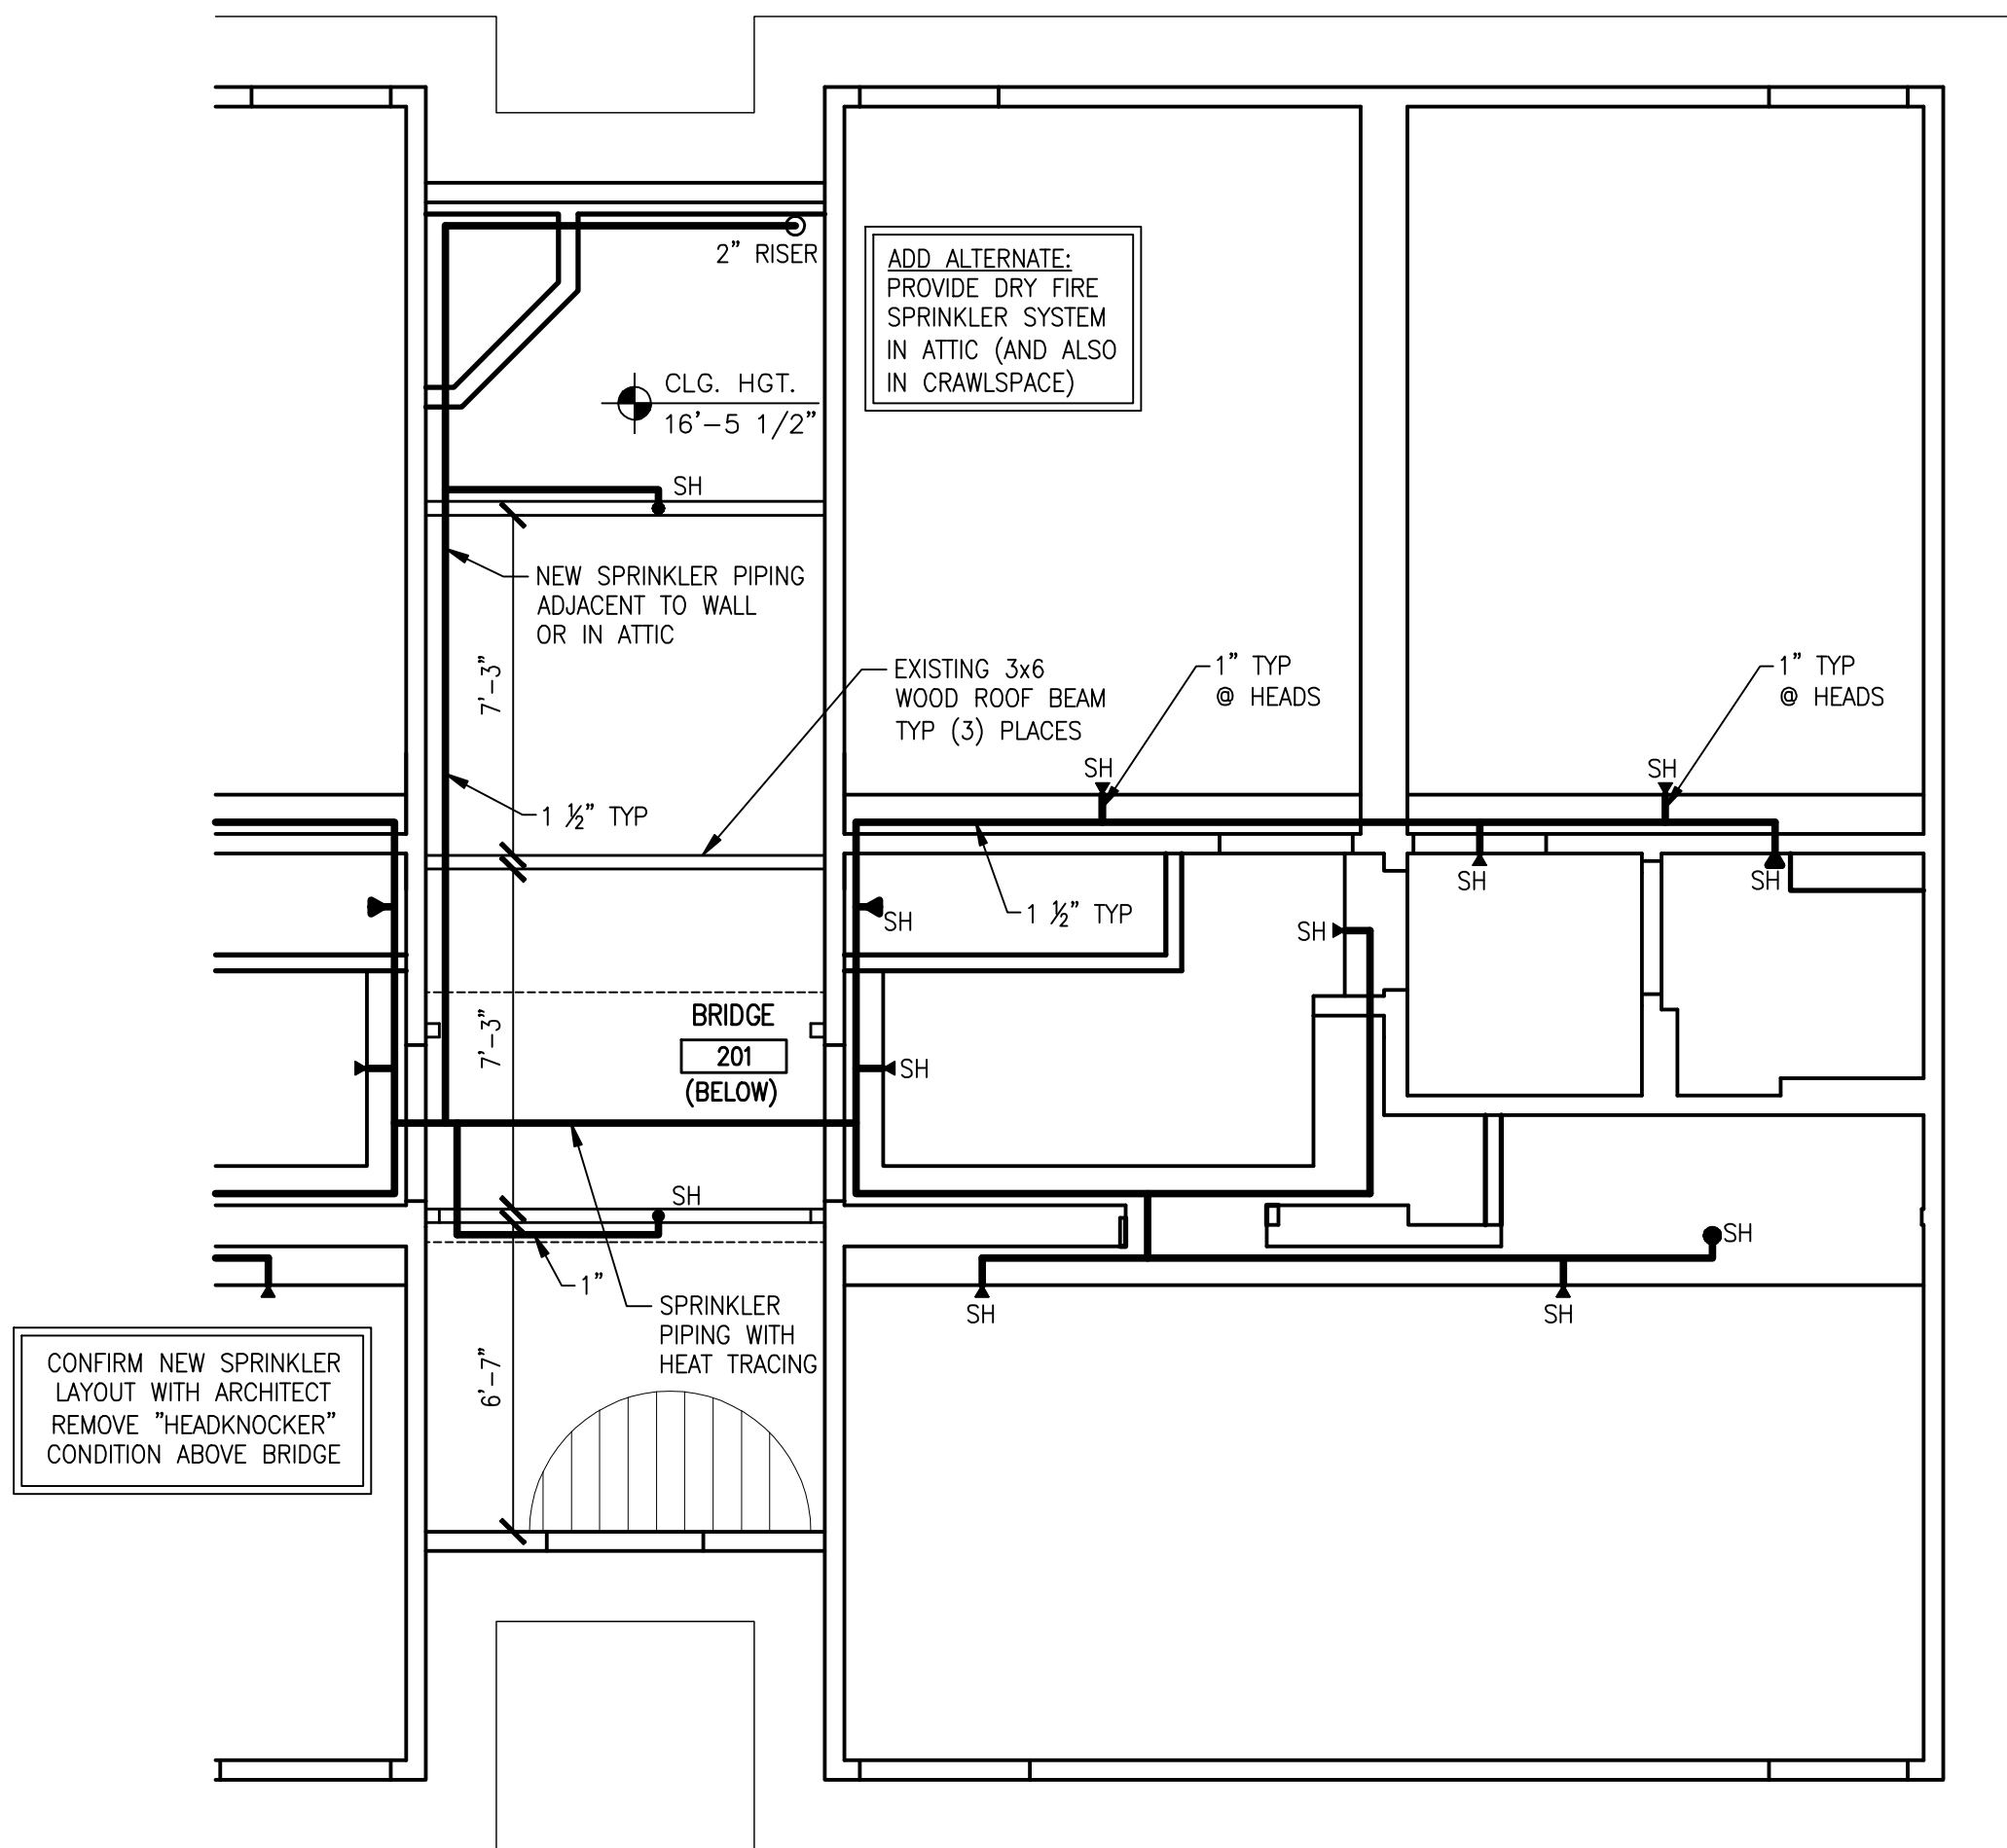 2" RISER
ADD ALTERNATE:
PROVIDE DRY FIRE
SPRINKLER SYSTEM
IN ATTIC (AND ALSO
IN CRAWLSPACE)
CLG. HGT.
16'-5 1/2"
SH
NEW SPRINKLER PIPING
ADJACENT TO WALL
OR IN ATTIC
7'-3"
EXISTING 3x6
WOOD ROOF BEAM
TYP (3) PLACES
1" TYP
@ HEADS
1" TYP
@ HEADS
SH
SH
1 ½" TYP
SH
SH
SH
1 ½" TYP
SH
BRIDGE
201
(BELOW)
7'-3"
SH
SH
SH
1"
SPRINKLER
PIPING WITH
HEAT TRACING
SH
SH
6'-7"
CONFIRM NEW SPRINKLER
LAYOUT WITH ARCHITECT
REMOVE "HEADKNOCKER"
CONDITION ABOVE BRIDGE